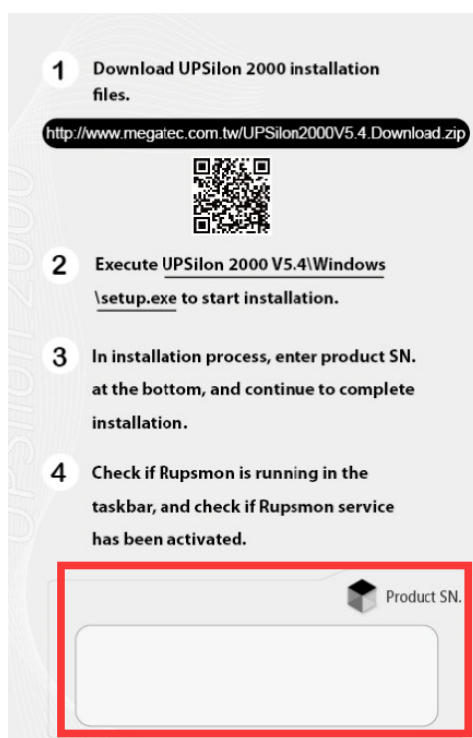 1 Download UPSilon 2000 installation
files.
http://www.megatec.com.tw/UPSilon2000V5.4.Download.zip
2 Execute UPSilon 2000 V5.4\Windows
\setup.exe to start installation.
3 In installation process, enter product SN.
at the bottom, and continue to complete
installation.
4 Check if Rupsmon is running in the
taskbar, and check if Rupsmon service
has been activated.
Product SN.
UPSilon 2000